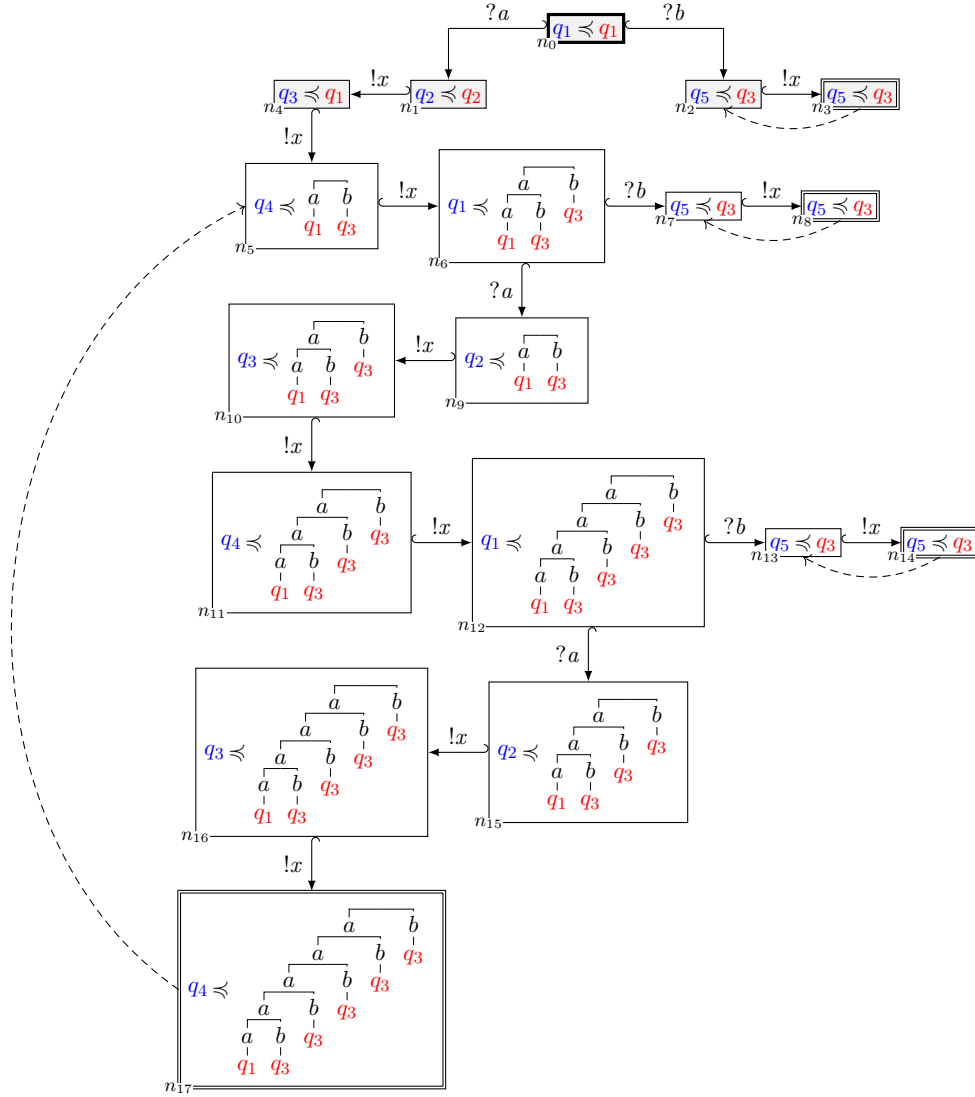 ?a q₁ ≼ q₁ ?b
n₀
q₃ ≼ q₁ !x q₂ ≼ q₂ q₅ ≼ q₃ !x q₅ ≼ q₃
n₄ n₁ n₂ n₃
!x
a b
q₄ ≼ a b !x q₁ ≼ a b q₃ ?b q₅ ≼ q₃ !x q₅ ≼ q₃
q₁ q₃ q₁ q₃ n₇ n₈
n₅ n₆
?a
a b a b
q₃ ≼ a b q₃ !x q₂ ≼ q₁ q₃
q₁ q₃
n₁₀ n₉
!x
a b
a b q₃
a b q₃
q₄ ≼ a b q₃ !x q₁ ≼ a b q₃ ?b q₅ ≼ q₃ !x q₅ ≼ q₃
a b q₃ a b q₃ n₁₃ n₁₄
q₁ q₃ q₁ q₃
n₁₁ n₁₂
?a
a b a b
a b q₃ a b q₃
q₃ ≼ a b q₃ !x q₂ ≼ a b q₃
a b q₃ q₁ q₃
q₁ q₃
n₁₆ n₁₅
!x
a b
a b q₃
a b q₃
q₄ ≼ a b q₃
a b q₃
q₁ q₃
n₁₇